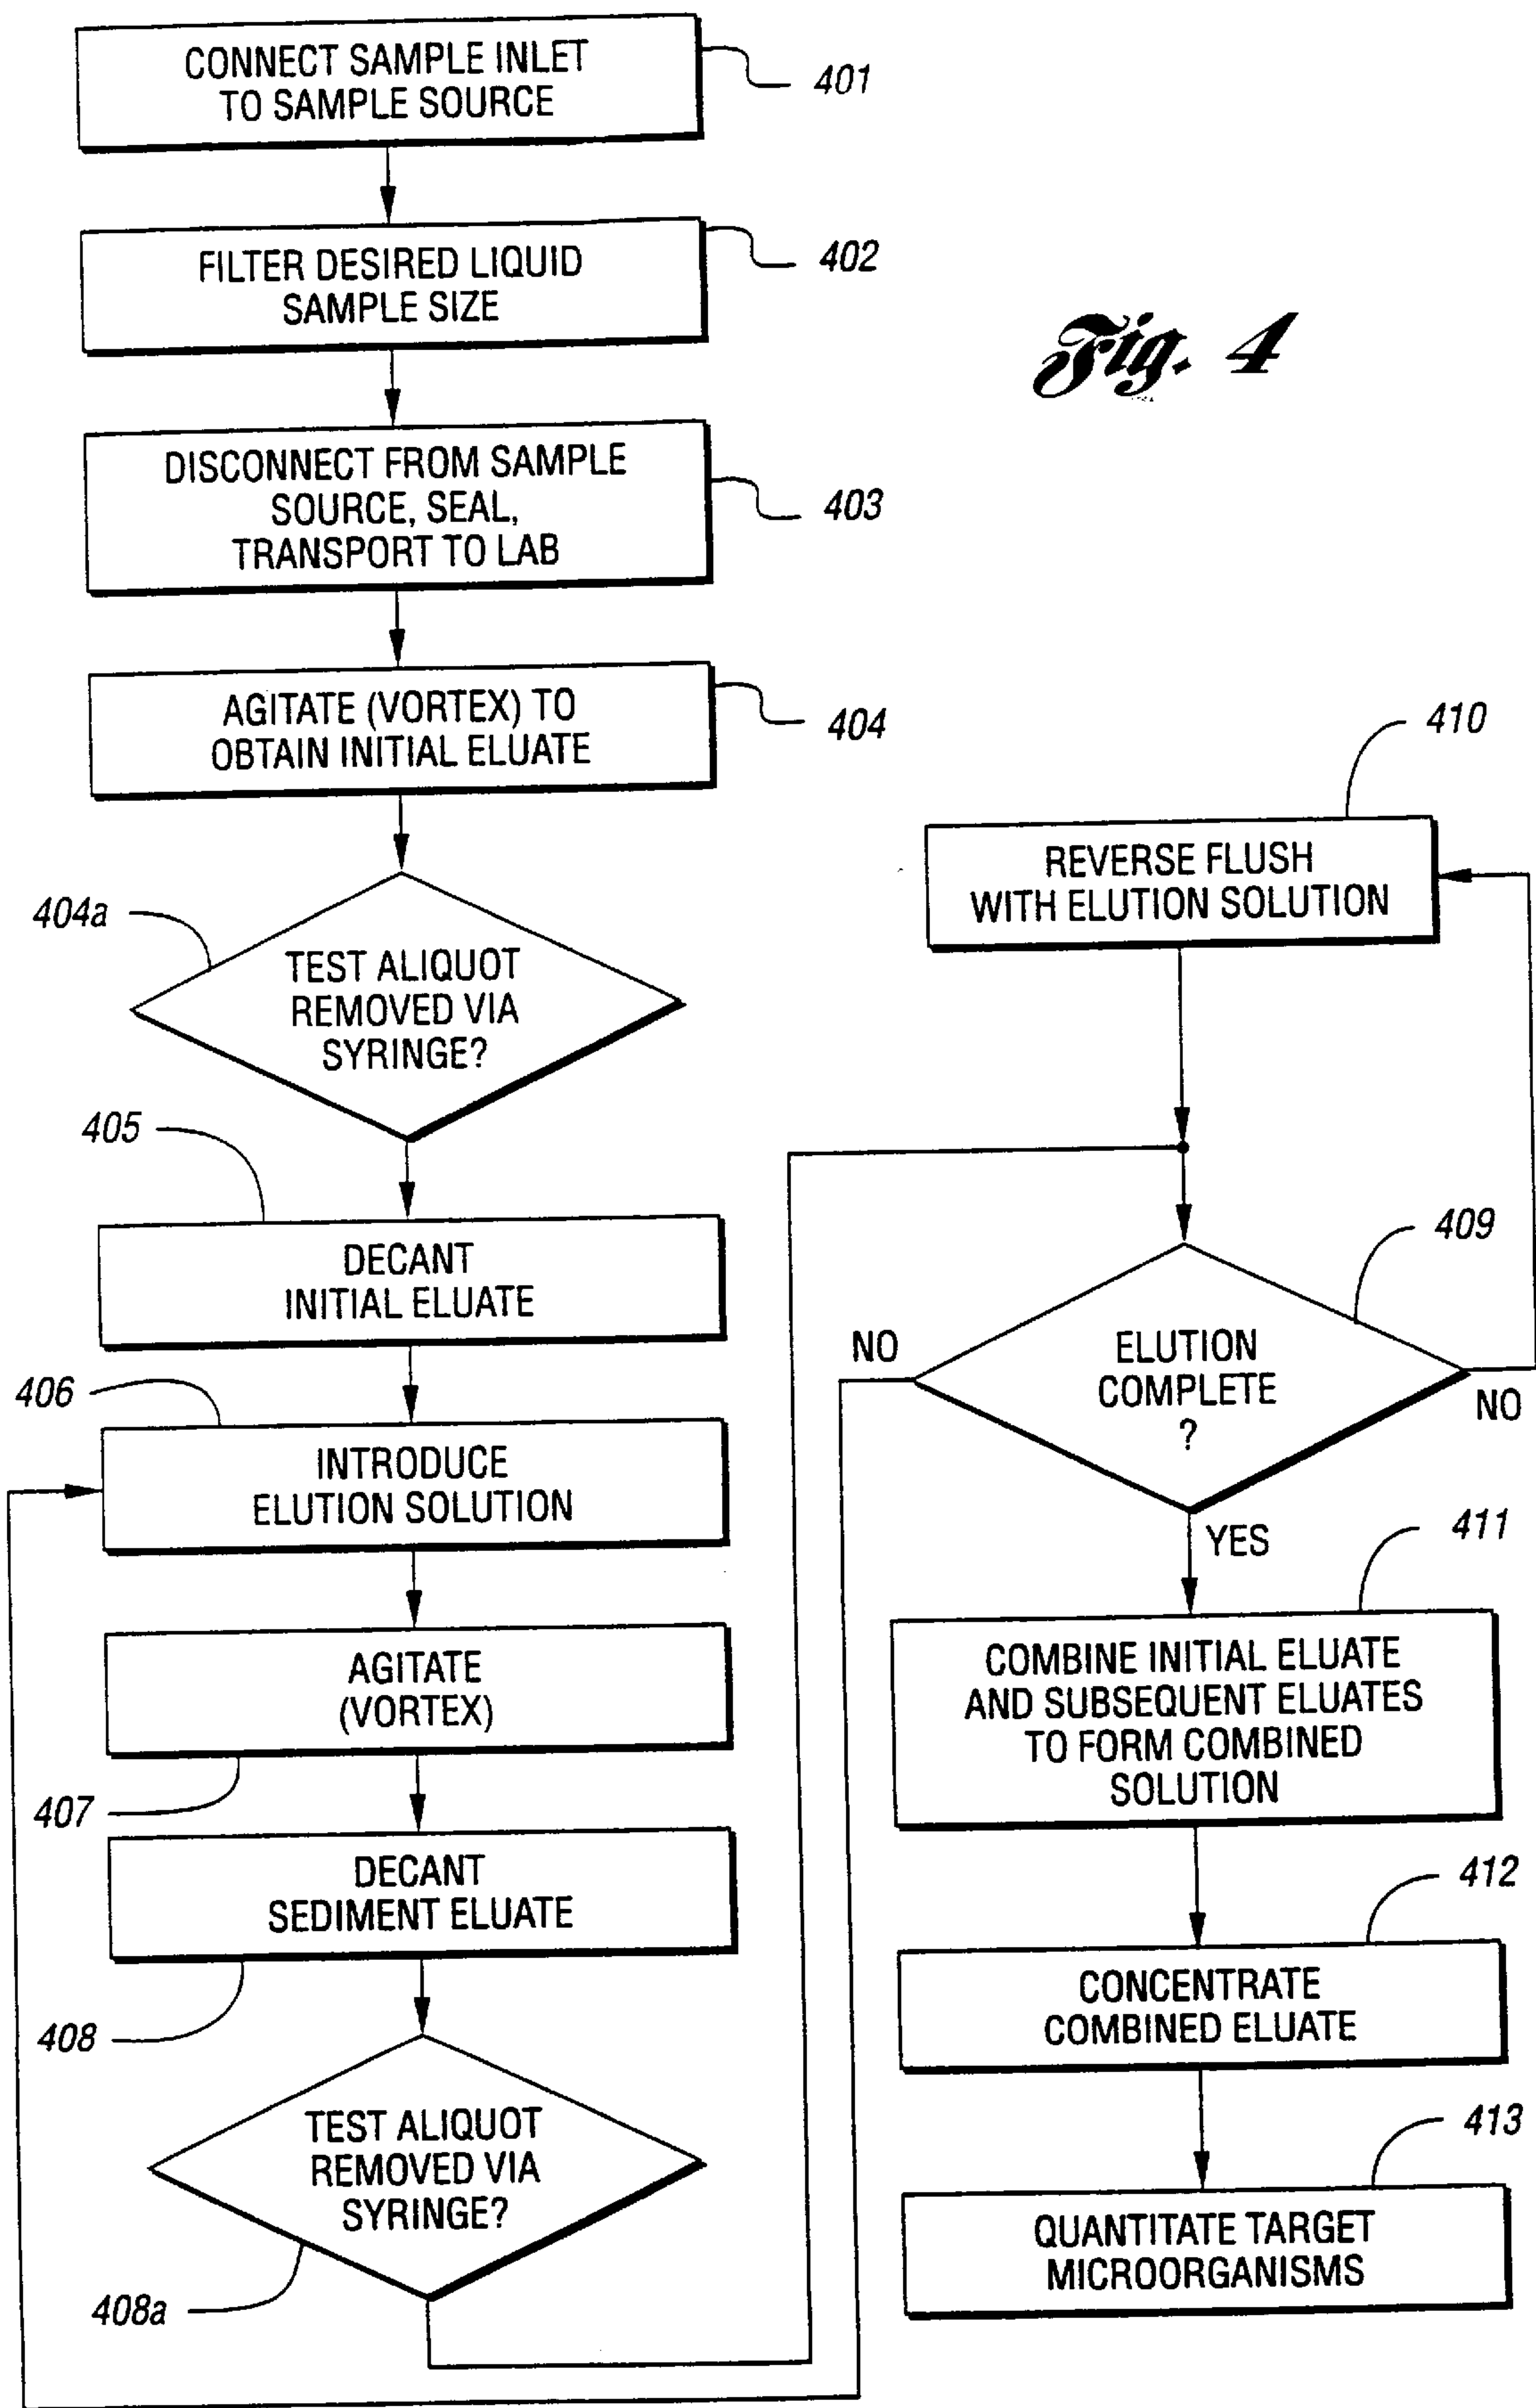 CONNECT SAMPLE INLET
TO SAMPLE SOURCE
401
FILTER DESIRED LIQUID
SAMPLE SIZE
402
Fig. 4
DISCONNECT FROM SAMPLE
SOURCE, SEAL,
TRANSPORT TO LAB
403
AGITATE (VORTEX) TO
OBTAIN INITIAL ELUATE
404
404a
TEST ALIQUOT
REMOVED VIA
SYRINGE?
405
DECANT
INITIAL ELUATE
406
INTRODUCE
ELUTION SOLUTION
AGITATE
(VORTEX)
407
DECANT
SEDIMENT ELUATE
408
TEST ALIQUOT
REMOVED VIA
SYRINGE?
408a
410
REVERSE FLUSH
WITH ELUTION SOLUTION
409
NO
ELUTION
COMPLETE
?
NO
YES
411
COMBINE INITIAL ELUATE
AND SUBSEQUENT ELUATES
TO FORM COMBINED
SOLUTION
412
CONCENTRATE
COMBINED ELUATE
413
QUANTITATE TARGET
MICROORGANISMS